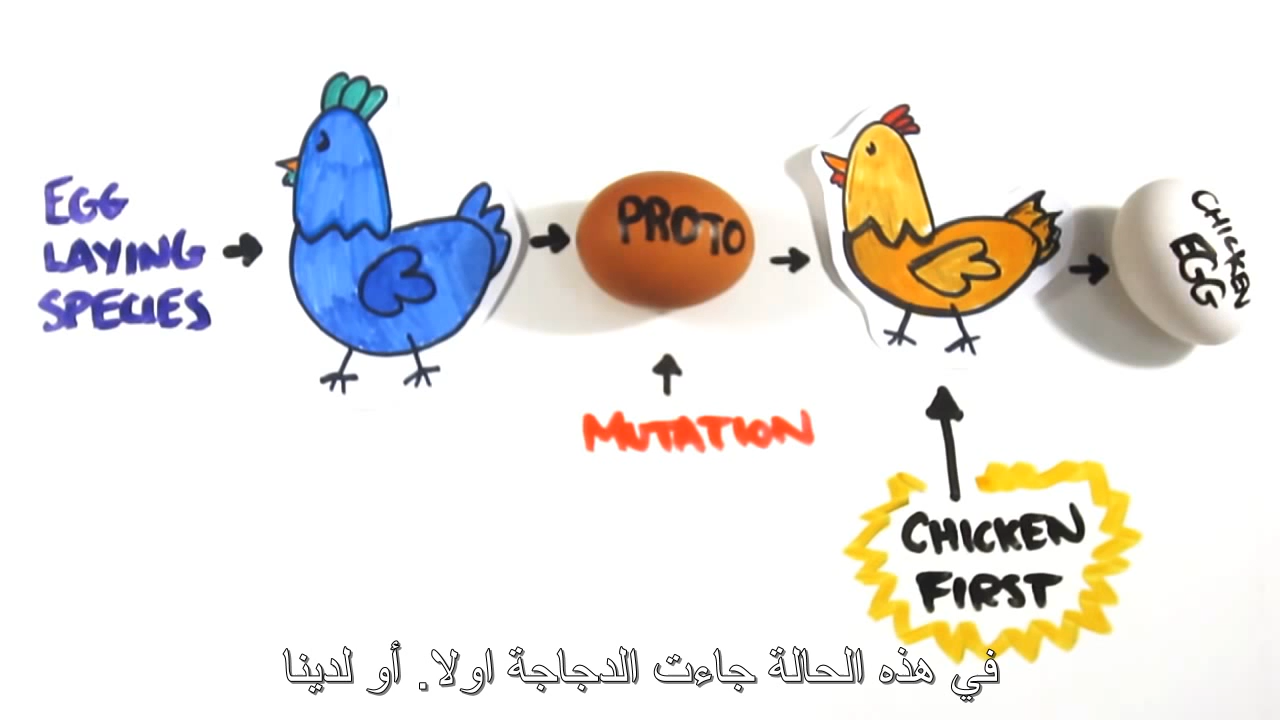 EGG
LAYING
SPECIES
PROTO
MUTATION
CHICKEN
EGG
CHICKEN
FIRST
في هذه الحالة جاءت الدجاجة اولا. أو لدينا